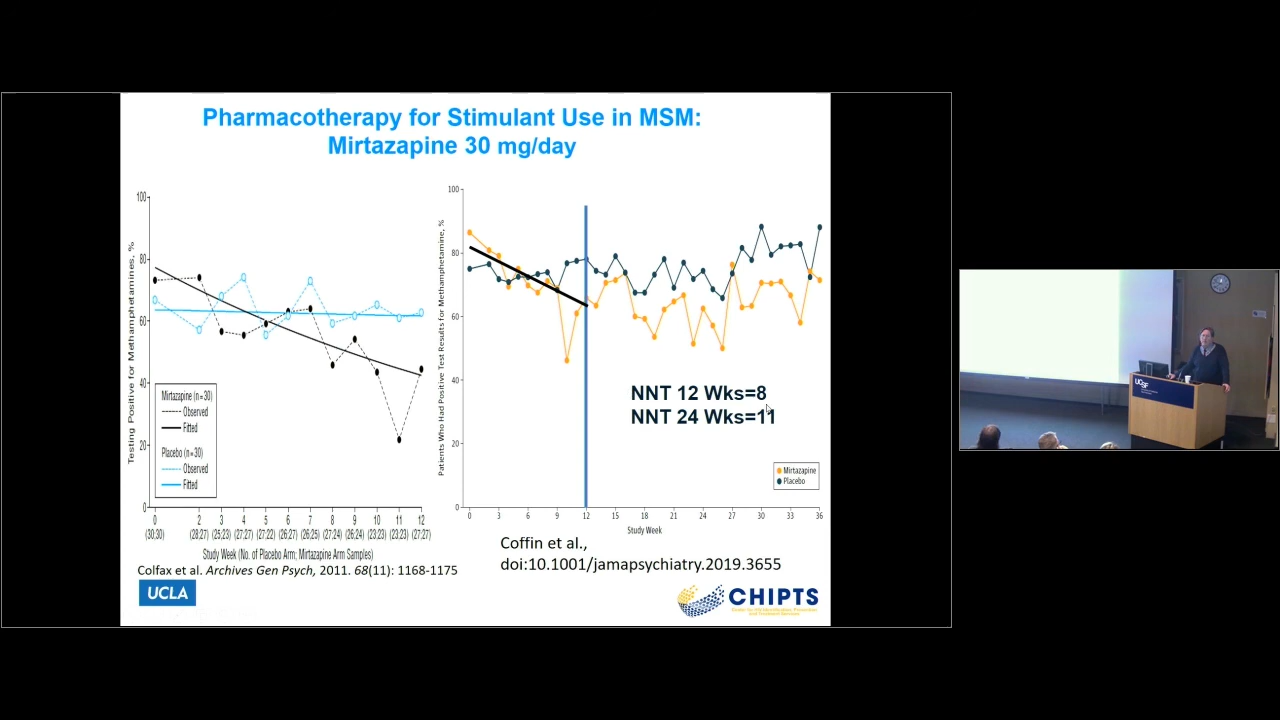 Pharmacotherapy for Stimulant Use in MSM:
Mirtazapine 30 mg/day
Testing Positive for Methamphetamines, %
100
80
60
40
20
0
Mirtazapine (n = 30)
Observed
Fitted
Placebo (n = 30)
Observed
Fitted
0 2 3 4 5 6 7 8 9 10 11 12
(30;30) (28;27) (25;23) (27;27) (27;22) (26;27) (26;25) (27;24) (26;24) (23;23) (23;23) (27;27)
Study Week (No. of Placebo Arm; Mirtazapine Arm Samples)
Colfax et al. Archives Gen Psych, 2011. 68(11): 1168-1175
Patients Who Had Positive Test Results for Methamphetamine, %
100
80
60
40
20
0
NNT 12 Wks=8
NNT 24 Wks=11
Mirtazapine
Placebo
0 3 6 9 12 15 18 21 24 27 30 33 36
Study Week
Coffin et al.,
doi:10.1001/jamapsychiatry.2019.3655
UCLA
CHIPTS
UCSF